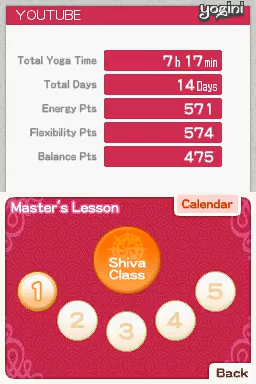 YOUTUBE
yogini
Total Yoga Time 7h 17min
Total Days 14Days
Energy Pts 571
Flexibility Pts 574
Balance Pts 475
Master's Lesson
Calendar
Shiva
Class
1
2
3
4
5
Back